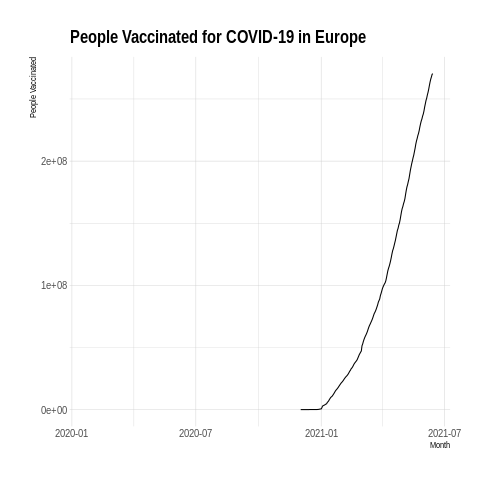 People Vaccinated for COVID-19 in Europe
People Vaccinated
2e+08
1e+08
0e+00
2020-01 2020-07 2021-01 2021-07
Month